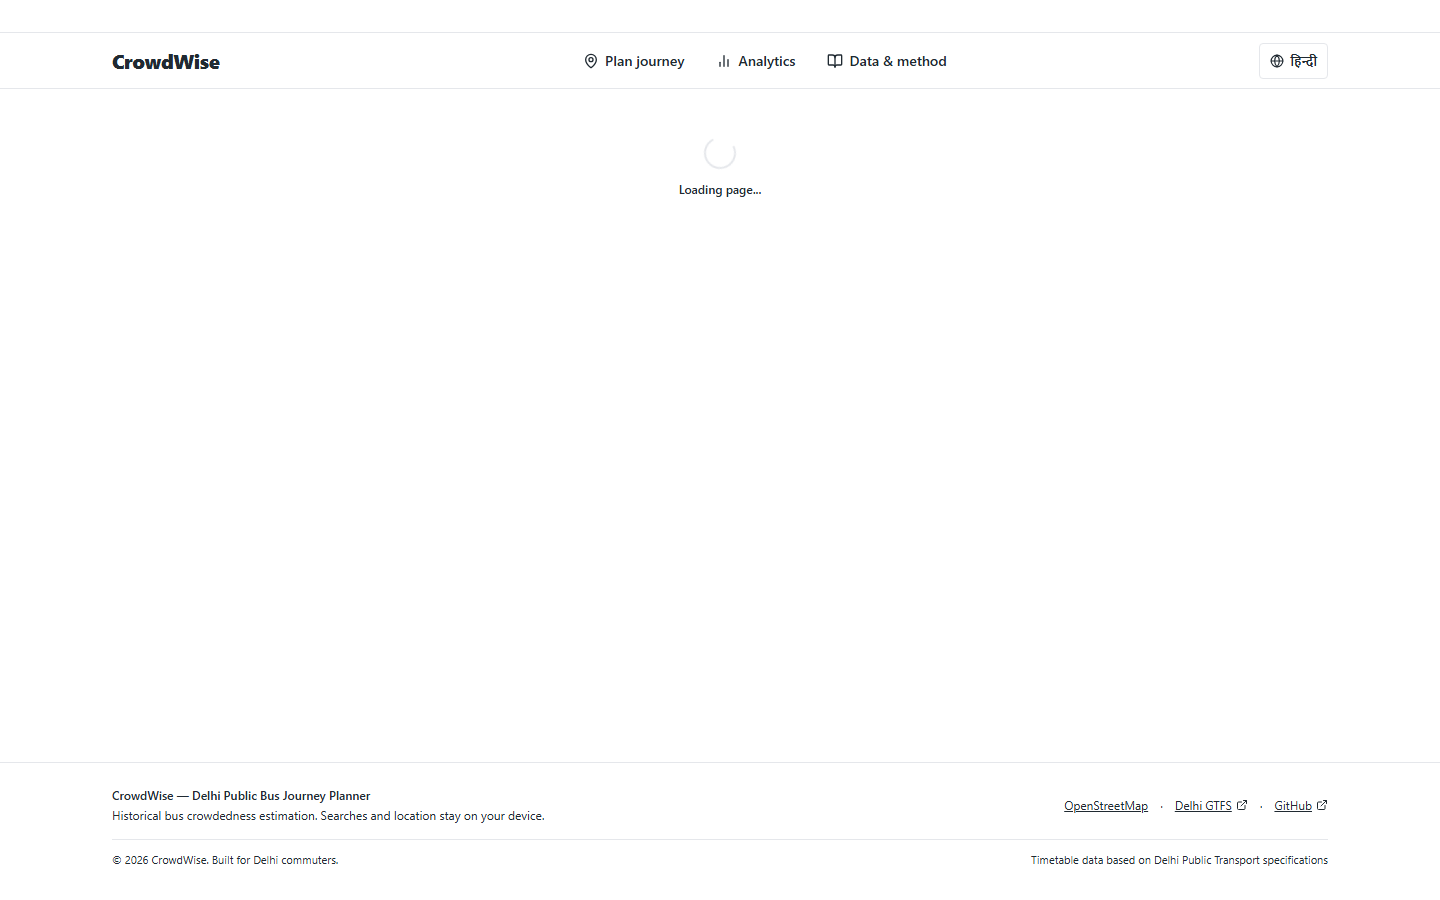 CrowdWise
Plan journey
Analytics
Data & method
हिन्दी
Loading page...
CrowdWise — Delhi Public Bus Journey Planner
Historical bus crowdedness estimation. Searches and location stay on your device.
OpenStreetMap · Delhi GTFS · GitHub
© 2026 CrowdWise. Built for Delhi commuters.
Timetable data based on Delhi Public Transport specifications